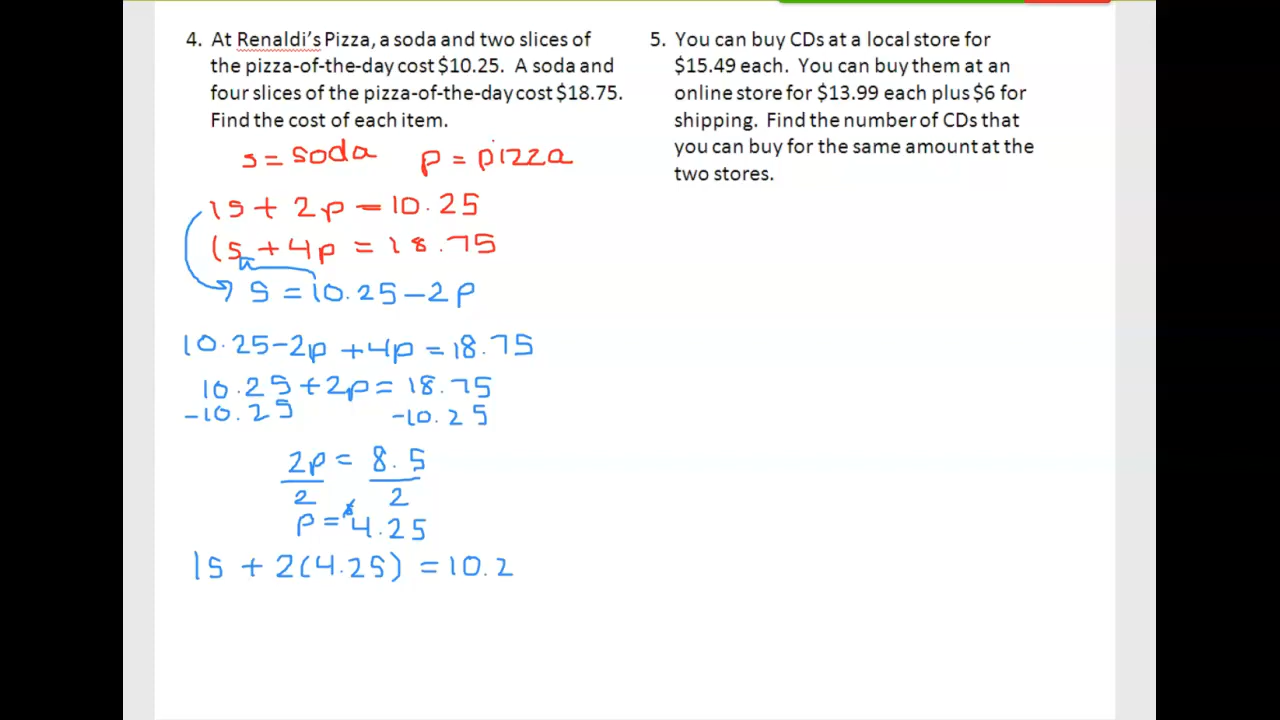 4. At Renaldi's Pizza, a soda and two slices of
the pizza-of-the-day cost $10.25. A soda and
four slices of the pizza-of-the-day cost $18.75.
Find the cost of each item.
s = soda p = pizza
1s + 2p = 10.25
1s + 4p = 18.75
s = 10.25 - 2p
10.25 - 2p + 4p = 18.75
10.25 + 2p = 18.75
-10.25 -10.25
2p = 8.5
2 2
p = $4.25
1s + 2(4.25) = 10.2
5. You can buy CDs at a local store for
$15.49 each. You can buy them at an
online store for $13.99 each plus $6 for
shipping. Find the number of CDs that
you can buy for the same amount at the
two stores.